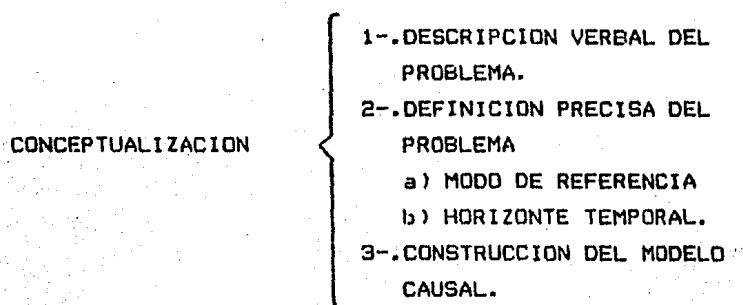 1-.DESCRIPCION VERBAL DEL
PROBLEMA.
2-.DEFINICION PRECISA DEL
CONCEPTUALIZACION
PROBLEMA
a) MODO DE REFERENCIA
b) HORIZONTE TEMPORAL.
3-.CONSTRUCCION DEL MODELO
CAUSAL.